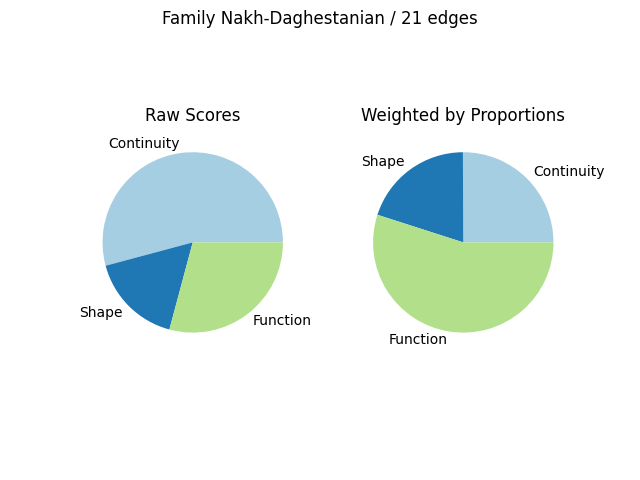 Family Nakh-Daghestanian / 21 edges
Raw Scores
Continuity
Shape
Function
Weighted by Proportions
Continuity
Shape
Function